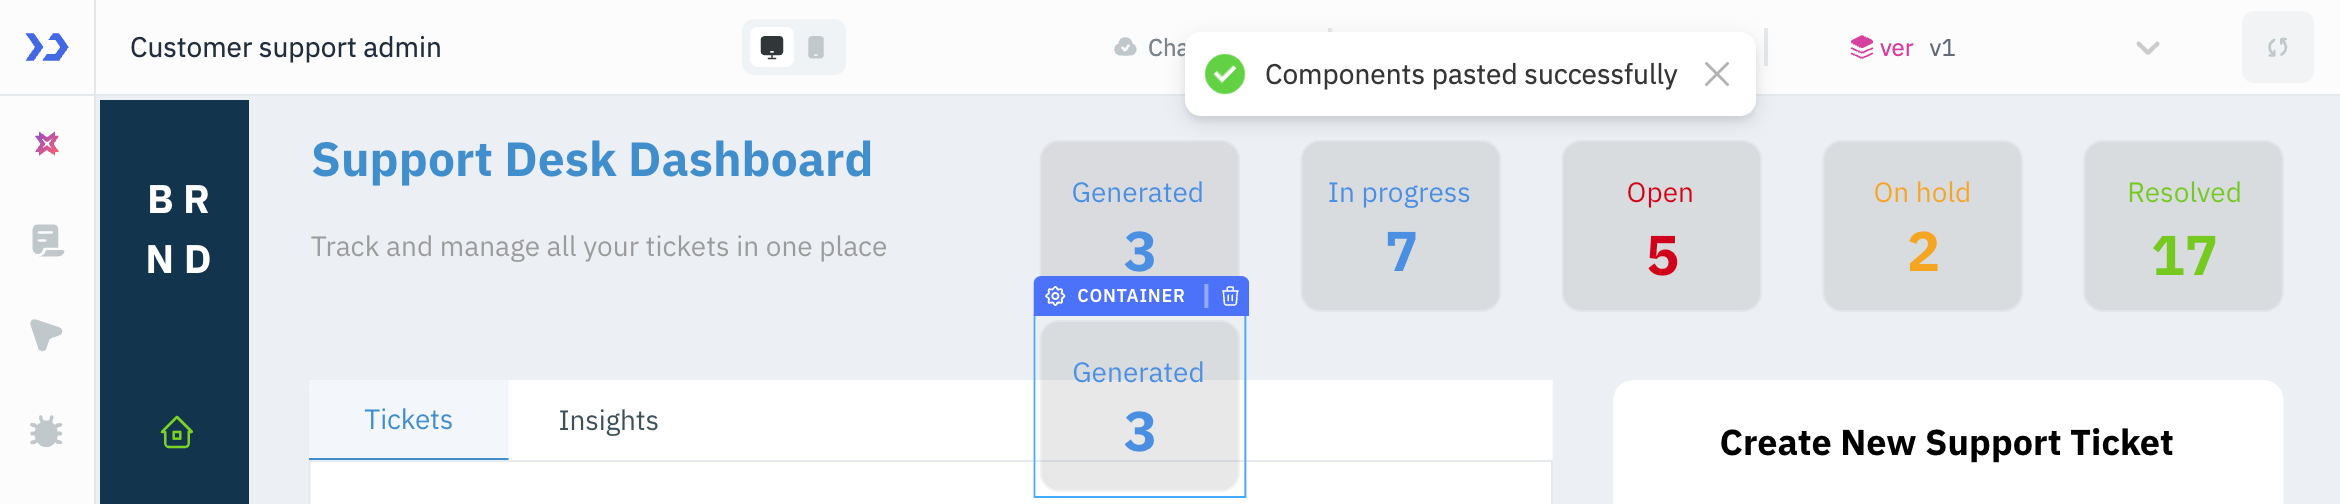 Customer support admin
Cha
Components pasted successfully
ver v1
B R
N D
Support Desk Dashboard
Track and manage all your tickets in one place
Generated
3
In progress
7
Open
5
On hold
2
Resolved
17
CONTAINER
Generated
3
Tickets
Insights
Create New Support Ticket